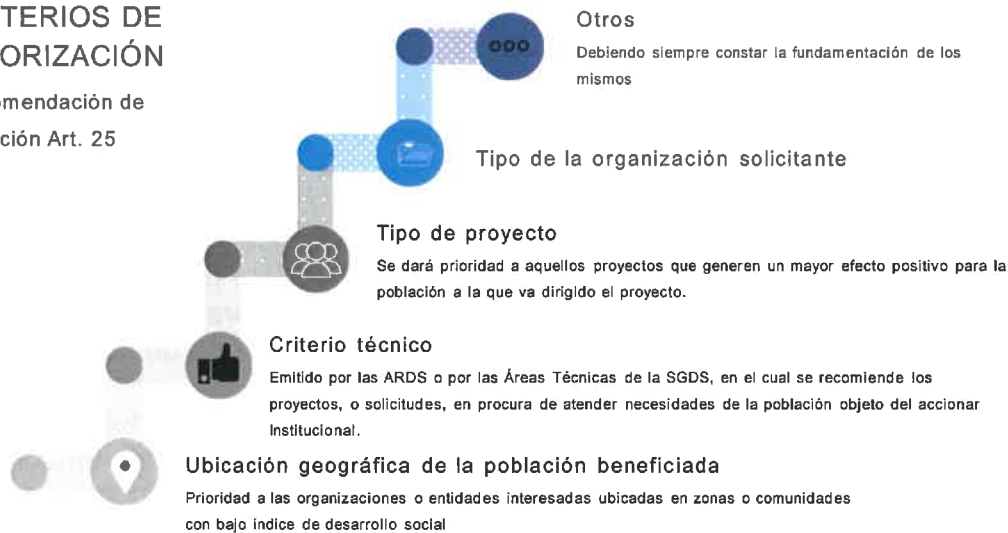 TERIOS DE
ORIZACIÓN
mendación de
ción Art. 25
Otros
Debiendo siempre constar la fundamentación de los
mismos
Tipo de la organización solicitante
Tipo de proyecto
Se dará prioridad a aquellos proyectos que generen un mayor efecto positivo para la
población a la que va dirigido el proyecto.
Criterio técnico
Emitido por las ARDS o por las Áreas Técnicas de la SGDS, en el cual se recomiende los
proyectos, o solicitudes, en procura de atender necesidades de la población objeto del accionar
Institucional.
Ubicación geográfica de la población beneficiada
Prioridad a las organizaciones o entidades interesadas ubicadas en zonas o comunidades
con bajo índice de desarrollo social